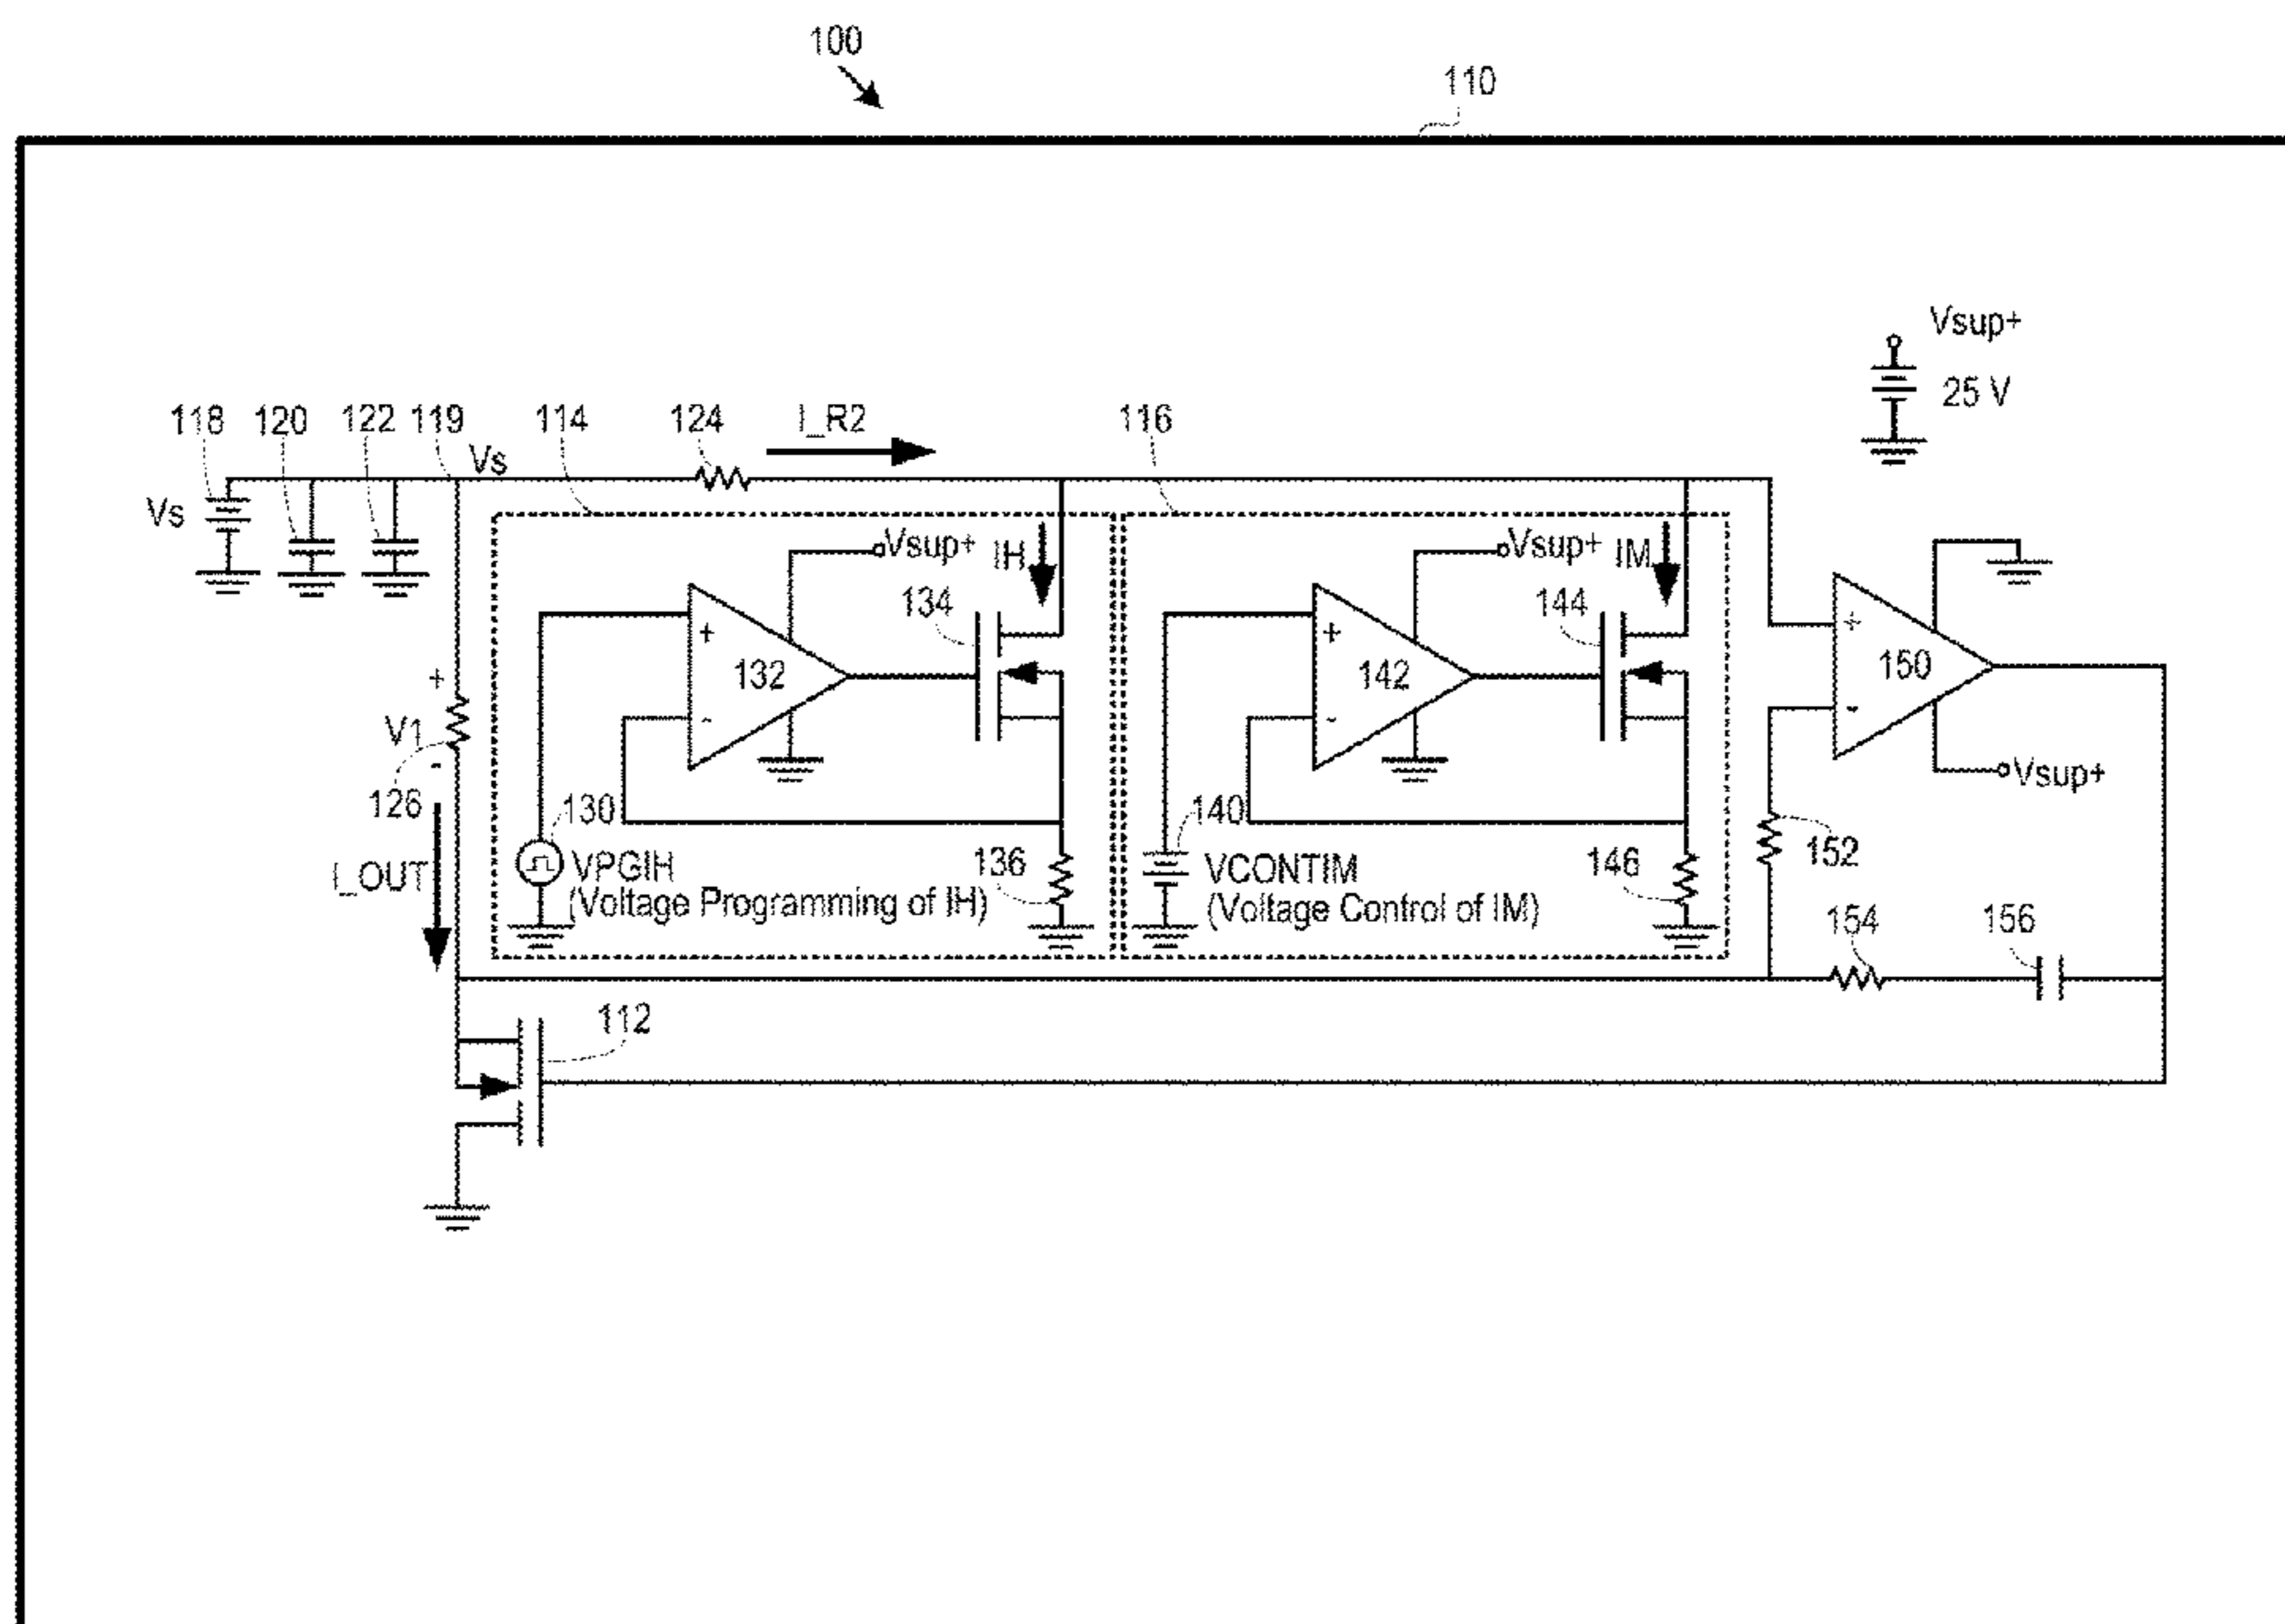 100
110
Vsup+
25 V
118
120
122
119
114
124
I_R2
116
Vs
Vs
Vsup+
IH
Vsup+
IM
134
144
+
132
-
+
142
-
+
150
-
+
V1
-
126
Vsup+
130
140
152
I_OUT
VPGIH
136
VCONTIM
146
(Voltage Programming of IH)
(Voltage Control of IM)
154
156
112